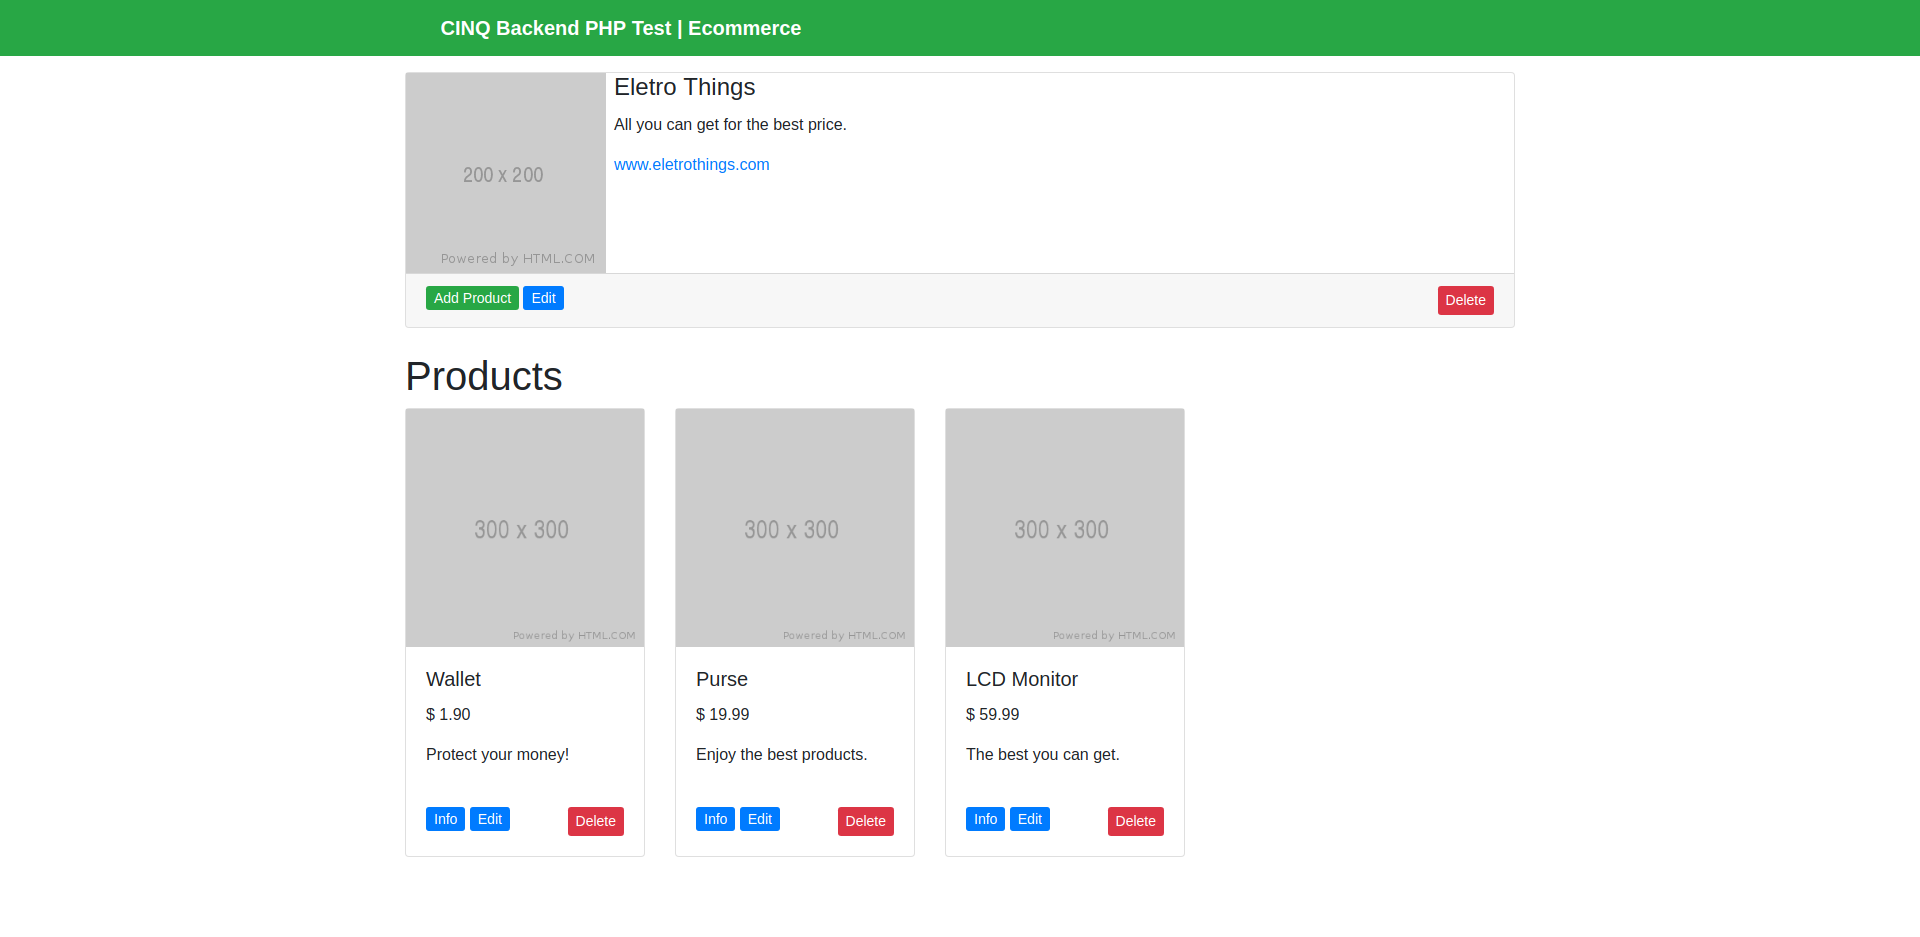 CINQ Backend PHP Test | Ecommerce
Eletro Things
All you can get for the best price.
www.eletrothings.com
200 x 200
Powered by HTML.COM
Add Product Edit Delete
Products
300 x 300 300 x 300 300 x 300
Powered by HTML.COM Powered by HTML.COM Powered by HTML.COM
Wallet Purse LCD Monitor
$ 1.90 $ 19.99 $ 59.99
Protect your money! Enjoy the best products. The best you can get.
Info Edit Delete Info Edit Delete Info Edit Delete